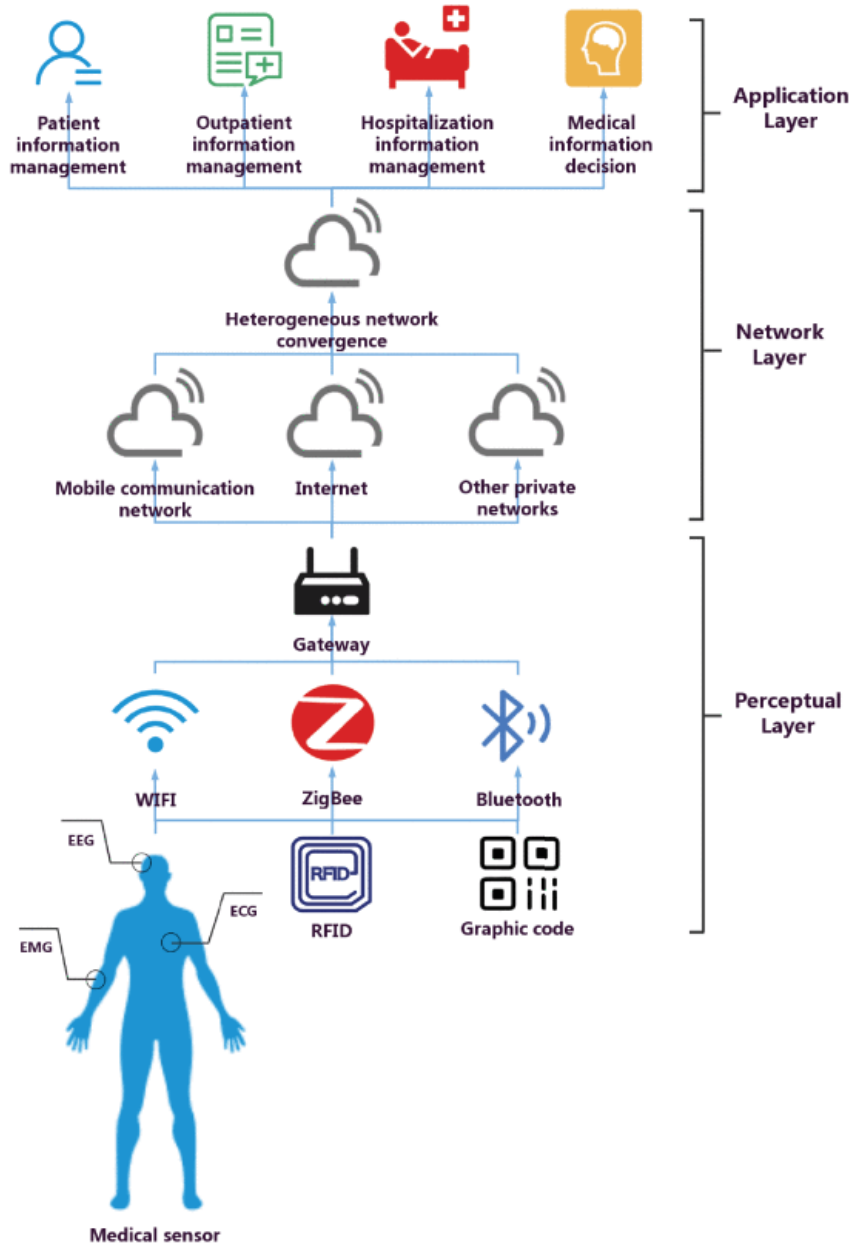 Patient
information
management
Outpatient
information
management
Hospitalization
information
management
Medical
information
decision
Application
Layer
Heterogeneous network
convergence
Network
Layer
Mobile communication
network
Internet
Other private
networks
Gateway
Perceptual
Layer
WIFI
ZigBee
Bluetooth
EEG
ECG
EMG
RFID
RFID
Graphic code
Medical sensor